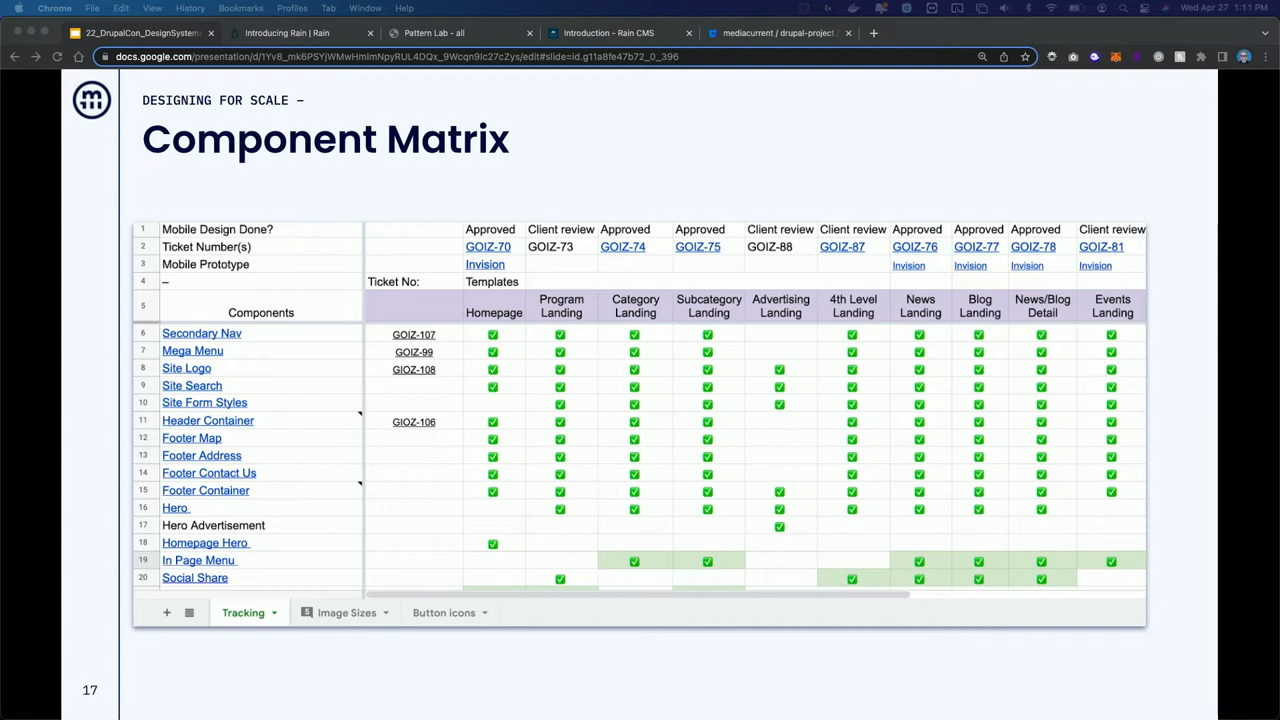 Chrome File Edit View History Bookmarks Profiles Tab Window Help Wed Apr 27 1:11 PM
22_DrupalCon_DesignSystem Introducing Rain | Rain Pattern Lab - all Introduction - Rain CMS mediacurrent / drupal-project
docs.google.com/presentation/d/1Yv8_mk6PSYjWMwHmImNpyRUL4DQx_9Wcqn9Ic27cZys/edit#slide=id.g11a8fe47b72_0_396
DESIGNING FOR SCALE –
Component Matrix
1 Mobile Design Done? Approved Client review Approved Approved Client review Client review Approved Approved Approved Client review
2 Ticket Number(s) GOIZ-70 GOIZ-73 GOIZ-74 GOIZ-75 GOIZ-88 GOIZ-87 GOIZ-76 GOIZ-77 GOIZ-78 GOIZ-81
3 Mobile Prototype Invision Invision Invision Invision Invision
4 – Ticket No: Templates
5 Components Homepage Program Landing Category Landing Subcategory Landing Advertising Landing 4th Level Landing News Landing Blog Landing News/Blog Detail Events Landing
6 Secondary Nav GOIZ-107 ✅ ✅ ✅ ✅ ✅ ✅ ✅ ✅ ✅
7 Mega Menu GOIZ-99 ✅ ✅ ✅ ✅ ✅ ✅ ✅ ✅ ✅
8 Site Logo GOIZ-108 ✅ ✅ ✅ ✅ ✅ ✅ ✅ ✅ ✅ ✅
9 Site Search ✅ ✅ ✅ ✅ ✅ ✅ ✅ ✅ ✅ ✅
10 Site Form Styles ✅ ✅ ✅ ✅ ✅ ✅ ✅ ✅ ✅
11 Header Container GIOZ-106 ✅ ✅ ✅ ✅ ✅ ✅ ✅ ✅ ✅
12 Footer Map ✅ ✅ ✅ ✅ ✅ ✅ ✅ ✅ ✅
13 Footer Address ✅ ✅ ✅ ✅ ✅ ✅ ✅ ✅ ✅
14 Footer Contact Us ✅ ✅ ✅ ✅ ✅ ✅ ✅ ✅ ✅
15 Footer Container ✅ ✅ ✅ ✅ ✅ ✅ ✅ ✅ ✅ ✅
16 Hero ✅ ✅ ✅ ✅ ✅ ✅ ✅ ✅
17 Hero Advertisement ✅
18 Homepage Hero ✅
19 In Page Menu ✅ ✅ ✅ ✅ ✅ ✅
20 Social Share ✅ ✅ ✅ ✅ ✅
+ Tracking 5 Image Sizes Button icons
17